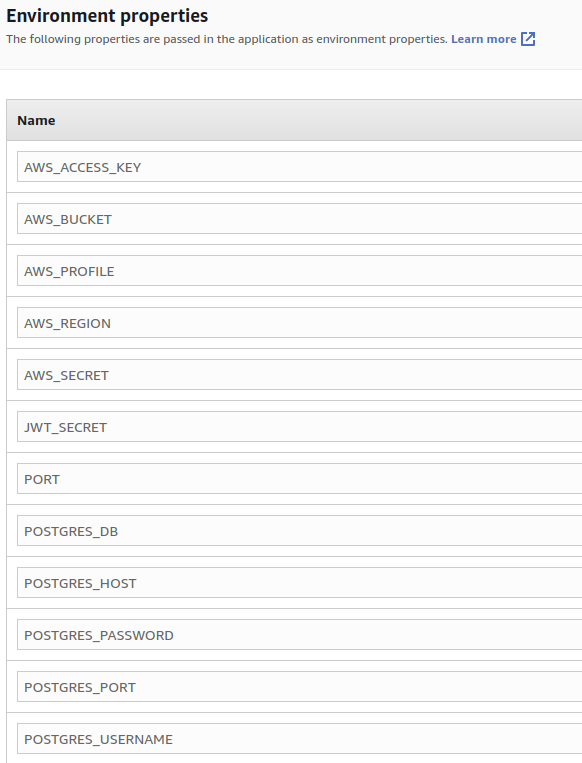 Environment properties
The following properties are passed in the application as environment properties. Learn more
Name
AWS_ACCESS_KEY
AWS_BUCKET
AWS_PROFILE
AWS_REGION
AWS_SECRET
JWT_SECRET
PORT
POSTGRES_DB
POSTGRES_HOST
POSTGRES_PASSWORD
POSTGRES_PORT
POSTGRES_USERNAME